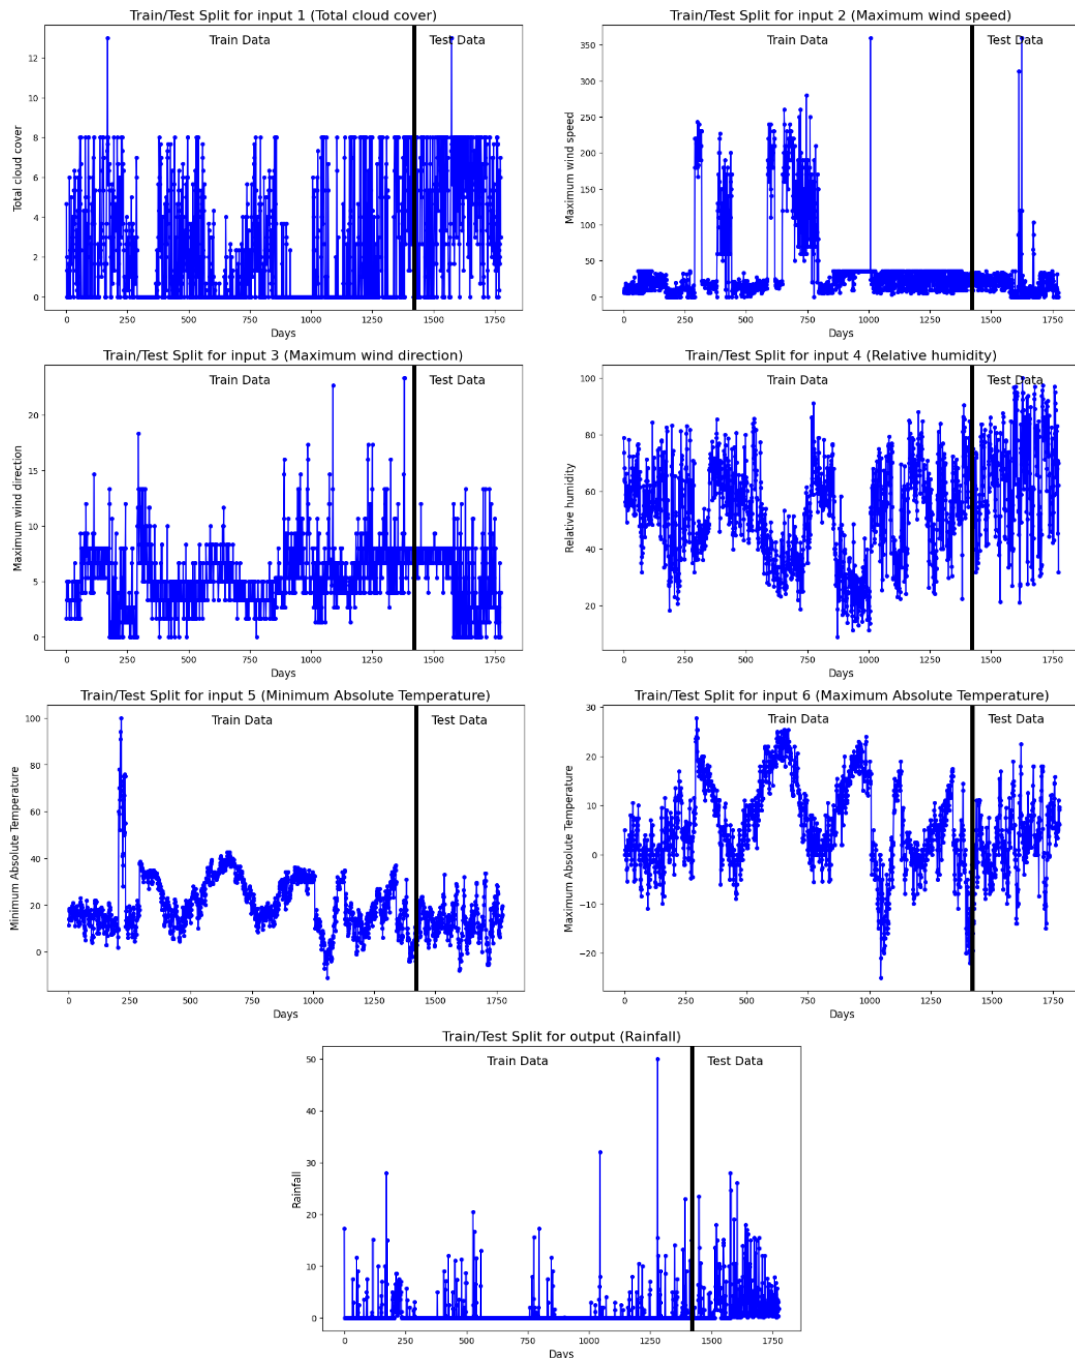 Train/Test Split for input 1 (Total cloud cover)
Train Data
Test Data
Total cloud cover
12
10
8
6
4
2
0
0 250 500 750 1000 1250 1500 1750
Days
Train/Test Split for input 2 (Maximum wind speed)
Train Data
Test Data
Maximum wind speed
350
300
250
200
150
100
50
0
0 250 500 750 1000 1250 1500 1750
Days
Train/Test Split for input 3 (Maximum wind direction)
Train Data
Test Data
Maximum wind direction
20
15
10
5
0
0 250 500 750 1000 1250 1500 1750
Days
Train/Test Split for input 4 (Relative humidity)
Train Data
Test Data
Relative humidity
100
80
60
40
20
0 250 500 750 1000 1250 1500 1750
Days
Train/Test Split for input 5 (Minimum Absolute Temperature)
Train Data
Test Data
Minimum Absolute Temperature
100
80
60
40
20
0
0 250 500 750 1000 1250 1500 1750
Days
Train/Test Split for input 6 (Maximum Absolute Temperature)
Train Data
Test Data
Maximum Absolute Temperature
30
20
10
0
−10
−20
0 250 500 750 1000 1250 1500 1750
Days
Train/Test Split for output (Rainfall)
Train Data
Test Data
Rainfall
50
40
30
20
10
0
0 250 500 750 1000 1250 1500 1750
Days